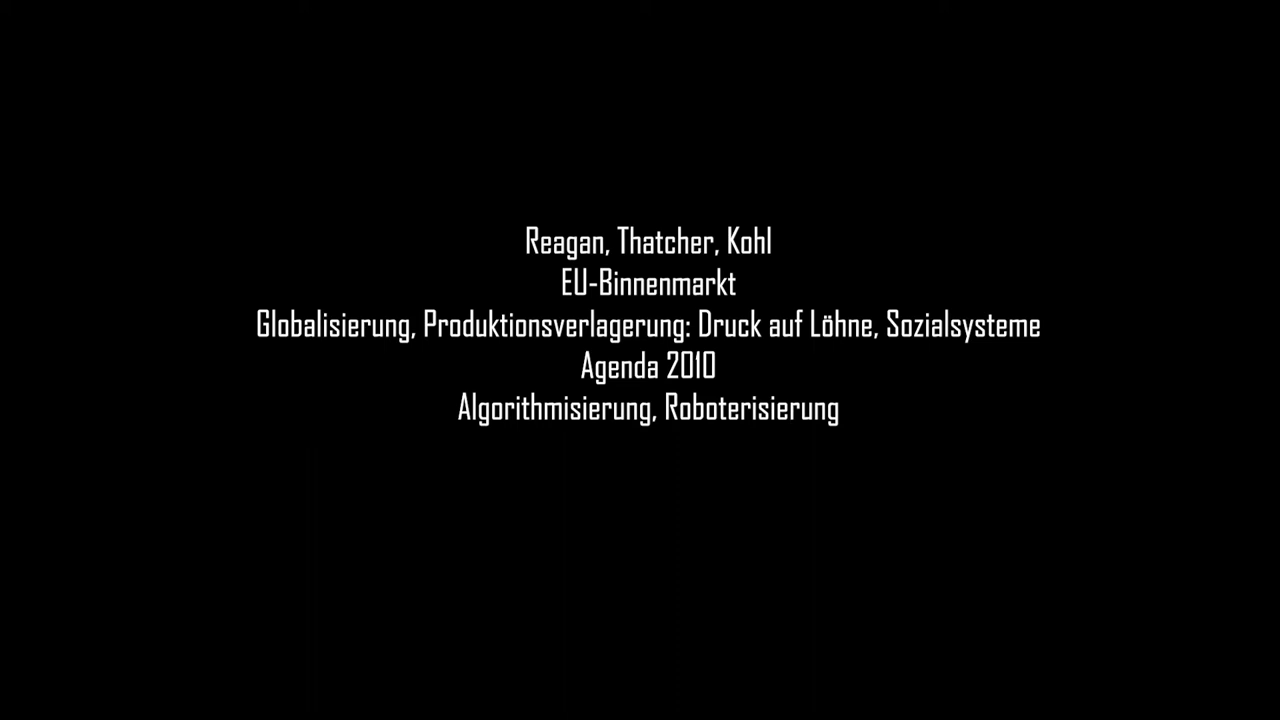 Reagan, Thatcher, Kohl
EU-Binnenmarkt
Globalisierung, Produktionsverlagerung: Druck auf Löhne, Sozialsysteme
Agenda 2010
Algorithmisierung, Roboterisierung